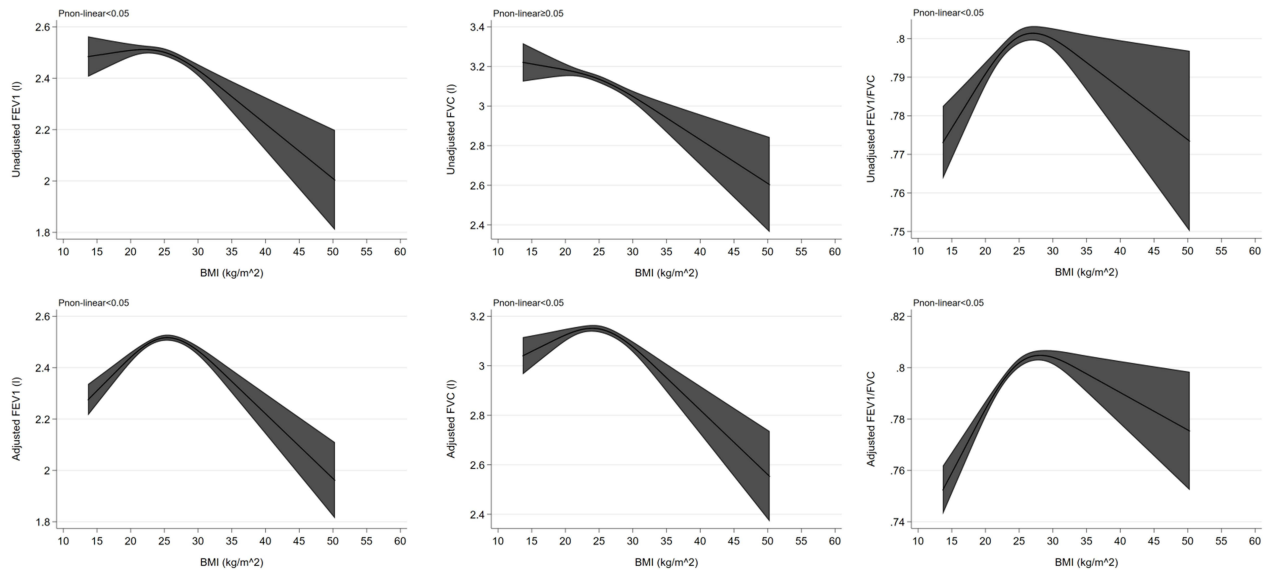 Pnon-linear<0.05
Unadjusted FEV1 (l)
2.6
2.4
2.2
2
1.8
10 15 20 25 30 35 40 45 50 55 60
BMI (kg/m^2)
Pnon-linear≥0.05
Unadjusted FVC (l)
3.4
3.2
3
2.8
2.6
2.4
10 15 20 25 30 35 40 45 50 55 60
BMI (kg/m^2)
Pnon-linear<0.05
Unadjusted FEV1/FVC
.8
.79
.78
.77
.76
.75
10 15 20 25 30 35 40 45 50 55 60
BMI (kg/m^2)
Pnon-linear<0.05
Adjusted FEV1 (l)
2.6
2.4
2.2
2
1.8
10 15 20 25 30 35 40 45 50 55 60
BMI (kg/m^2)
Pnon-linear<0.05
Adjusted FVC (l)
3.2
3
2.8
2.6
2.4
10 15 20 25 30 35 40 45 50 55 60
BMI (kg/m^2)
Pnon-linear<0.05
Adjusted FEV1/FVC
.82
.8
.78
.76
.74
10 15 20 25 30 35 40 45 50 55 60
BMI (kg/m^2)